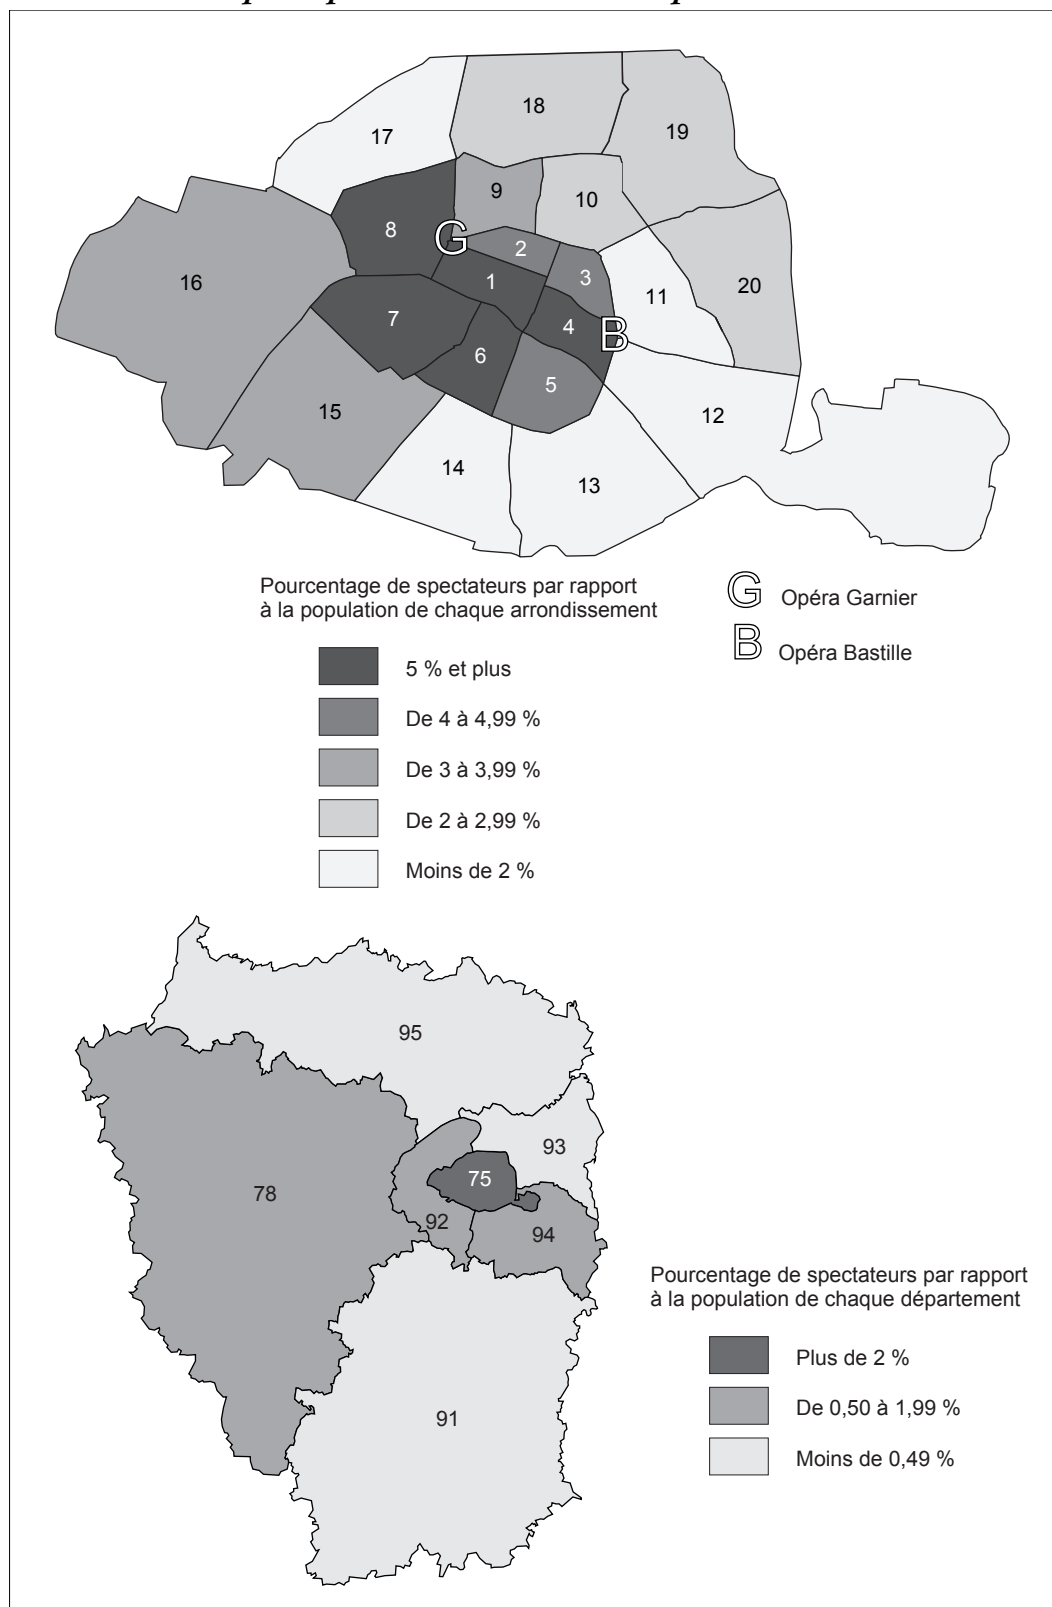 18
17
19
9
10
8
G
2
16
3
1
20
11
7
4
B
6
5
15
12
14
13
Pourcentage de spectateurs par rapport
à la population de chaque arrondissement
G Opéra Garnier
B Opéra Bastille
5 % et plus
De 4 à 4,99 %
De 3 à 3,99 %
De 2 à 2,99 %
Moins de 2 %
95
93
75
78
92
94
91
Pourcentage de spectateurs par rapport
à la population de chaque département
Plus de 2 %
De 0,50 à 1,99 %
Moins de 0,49 %